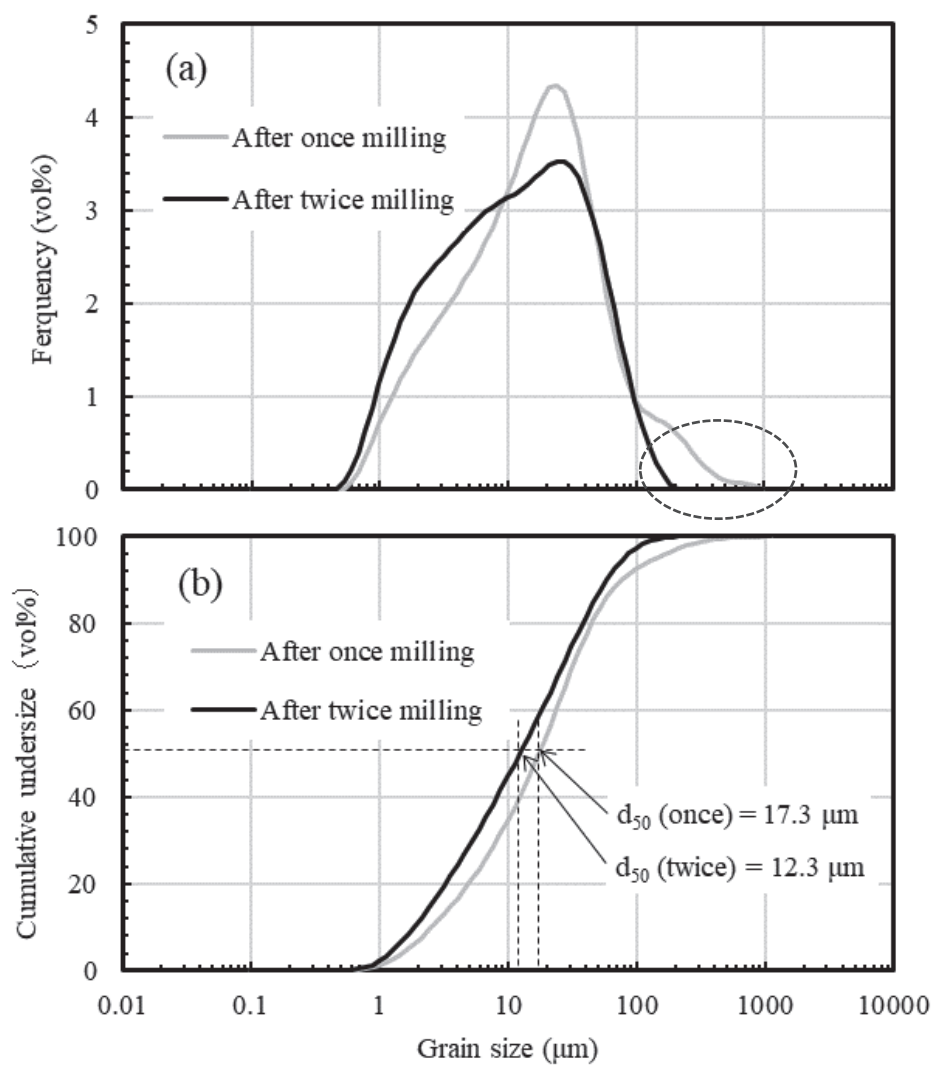 5
(a)
After once milling
4
After twice milling
3
2
1
0
Ferquency (vol%)
100
(b)
80
After once milling
60
After twice milling
40
d50 (once) = 17.3 μm
d50 (twice) = 12.3 μm
20
0
Cumulative undersize {vol%)
0.01 0.1 1 10 100 1000 10000
Grain size (μm)